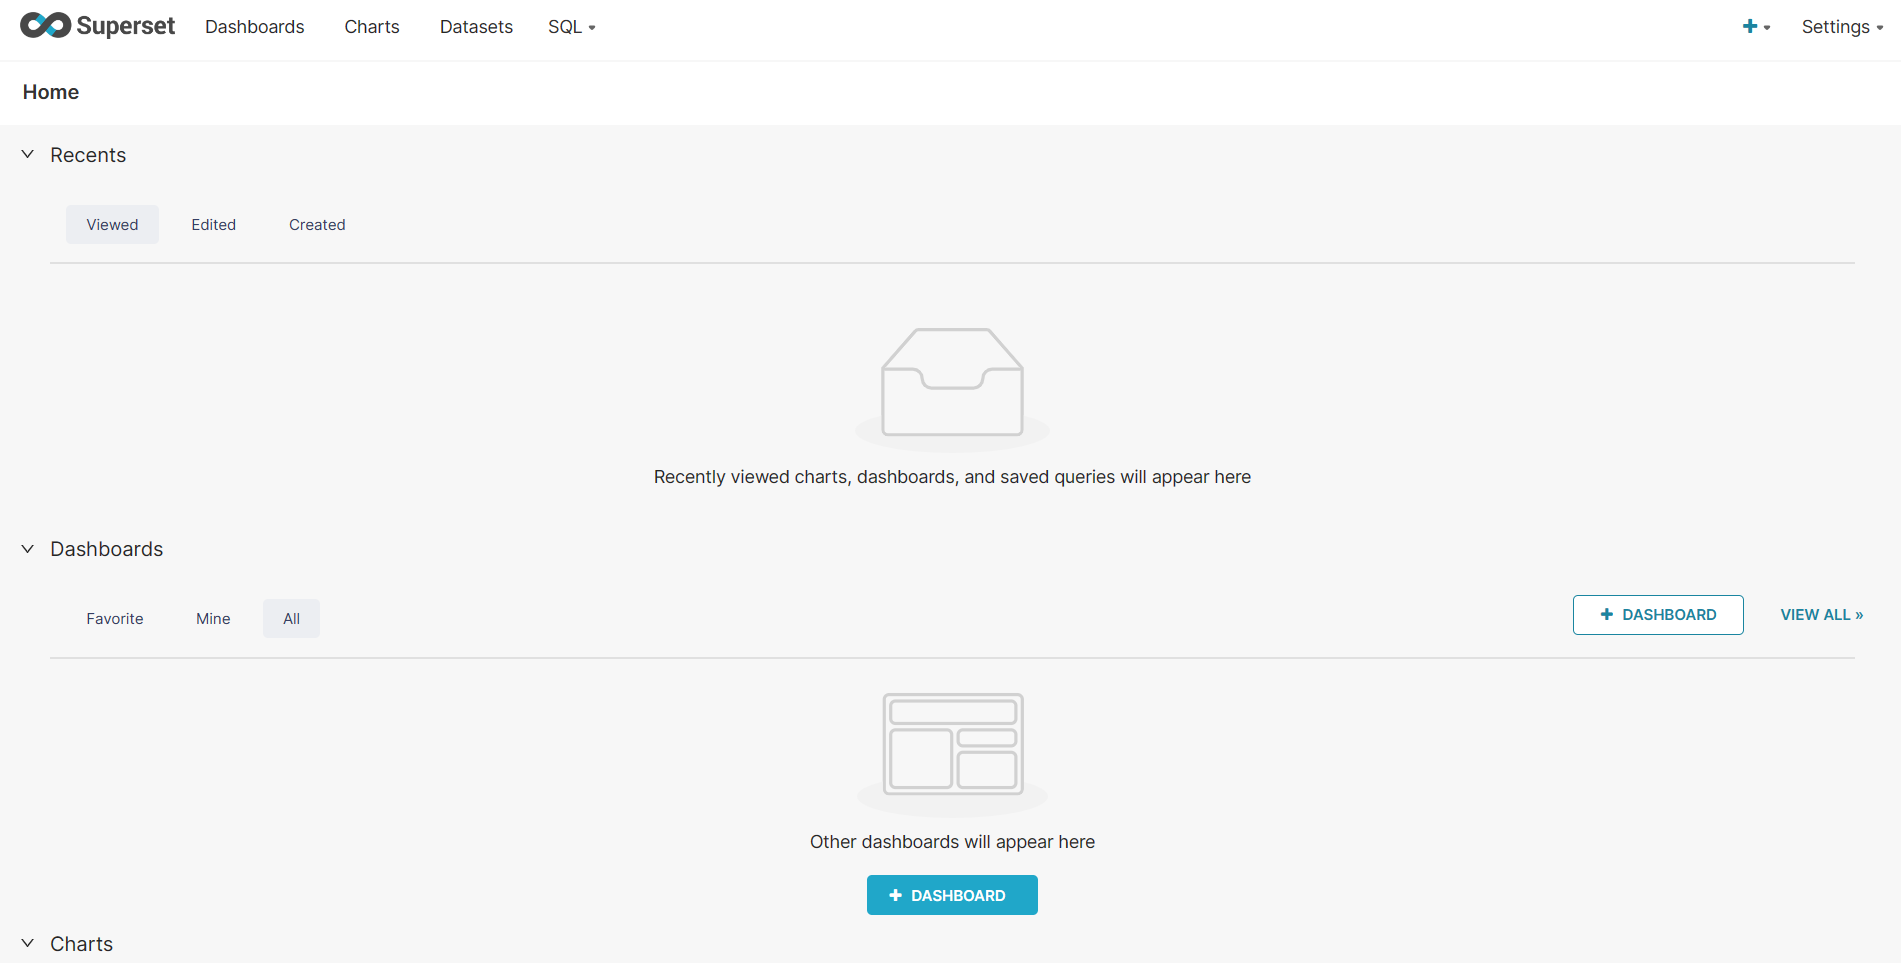 Superset Dashboards Charts Datasets SQL + Settings
Home
Recents
Viewed Edited Created
Recently viewed charts, dashboards, and saved queries will appear here
Dashboards
Favorite Mine All + DASHBOARD VIEW ALL »
Other dashboards will appear here
+ DASHBOARD
Charts